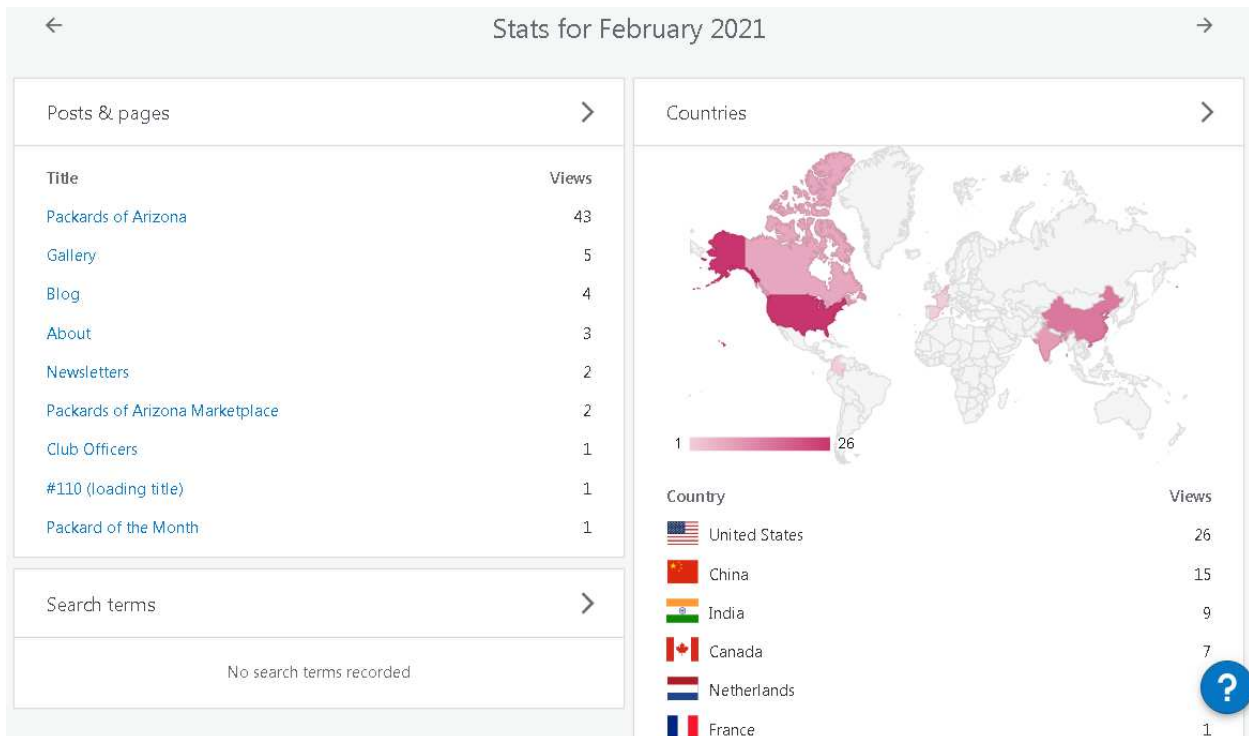 Stats for February 2021
Posts & pages
Title Views
Packards of Arizona 43
Gallery 5
Blog 4
About 3
Newsletters 2
Packards of Arizona Marketplace 2
Club Officers 1
#110 (loading title) 1
Packard of the Month 1
Search terms
No search terms recorded
Countries
1 26
Country Views
United States 26
China 15
India 9
Canada 7
Netherlands
France 1
?